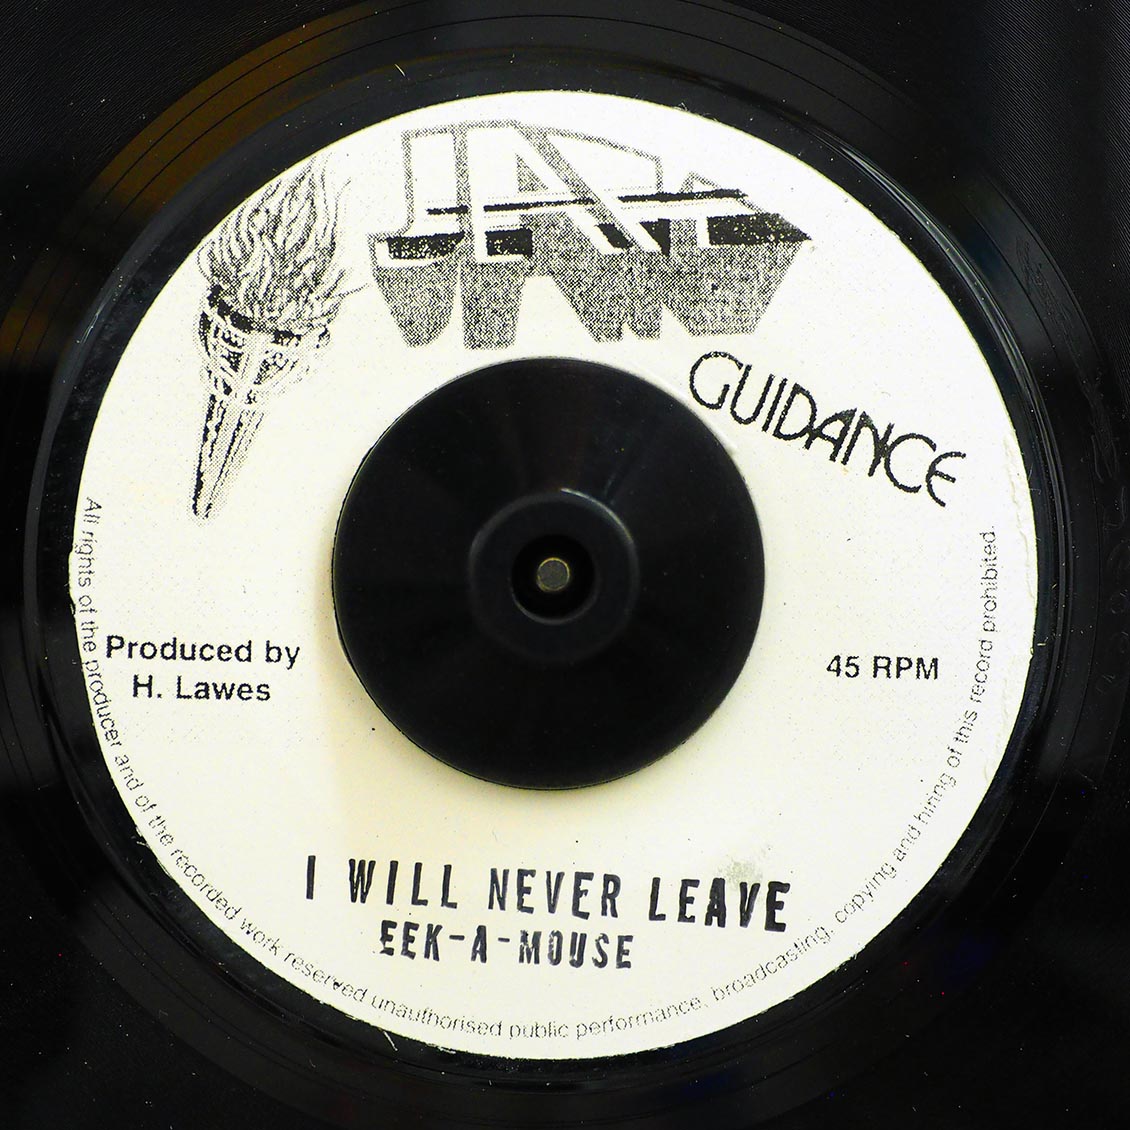 JAH
GUIDANCE
Produced by
H. Lawes
45 RPM
I WILL NEVER LEAVE
EEK-A-MOUSE
All rights of the producer and of the recorded work reserved unauthorised public performance, broadcasting, copying and hiring of this record prohibited.